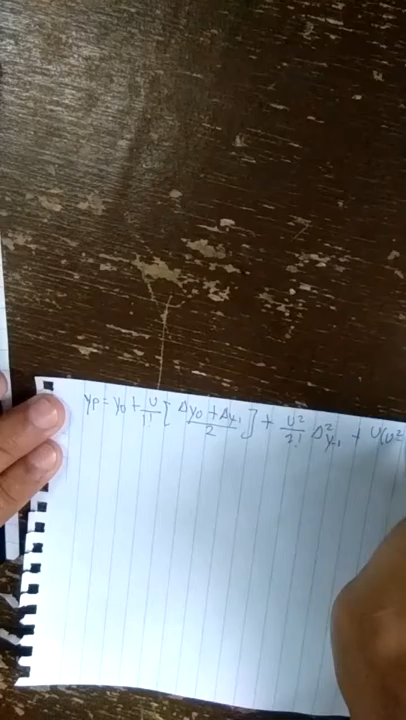 yp = y0 + U/1! [ Δy0 + Δy-1 / 2 ] + U²/2! Δ²y-1 + U(U²